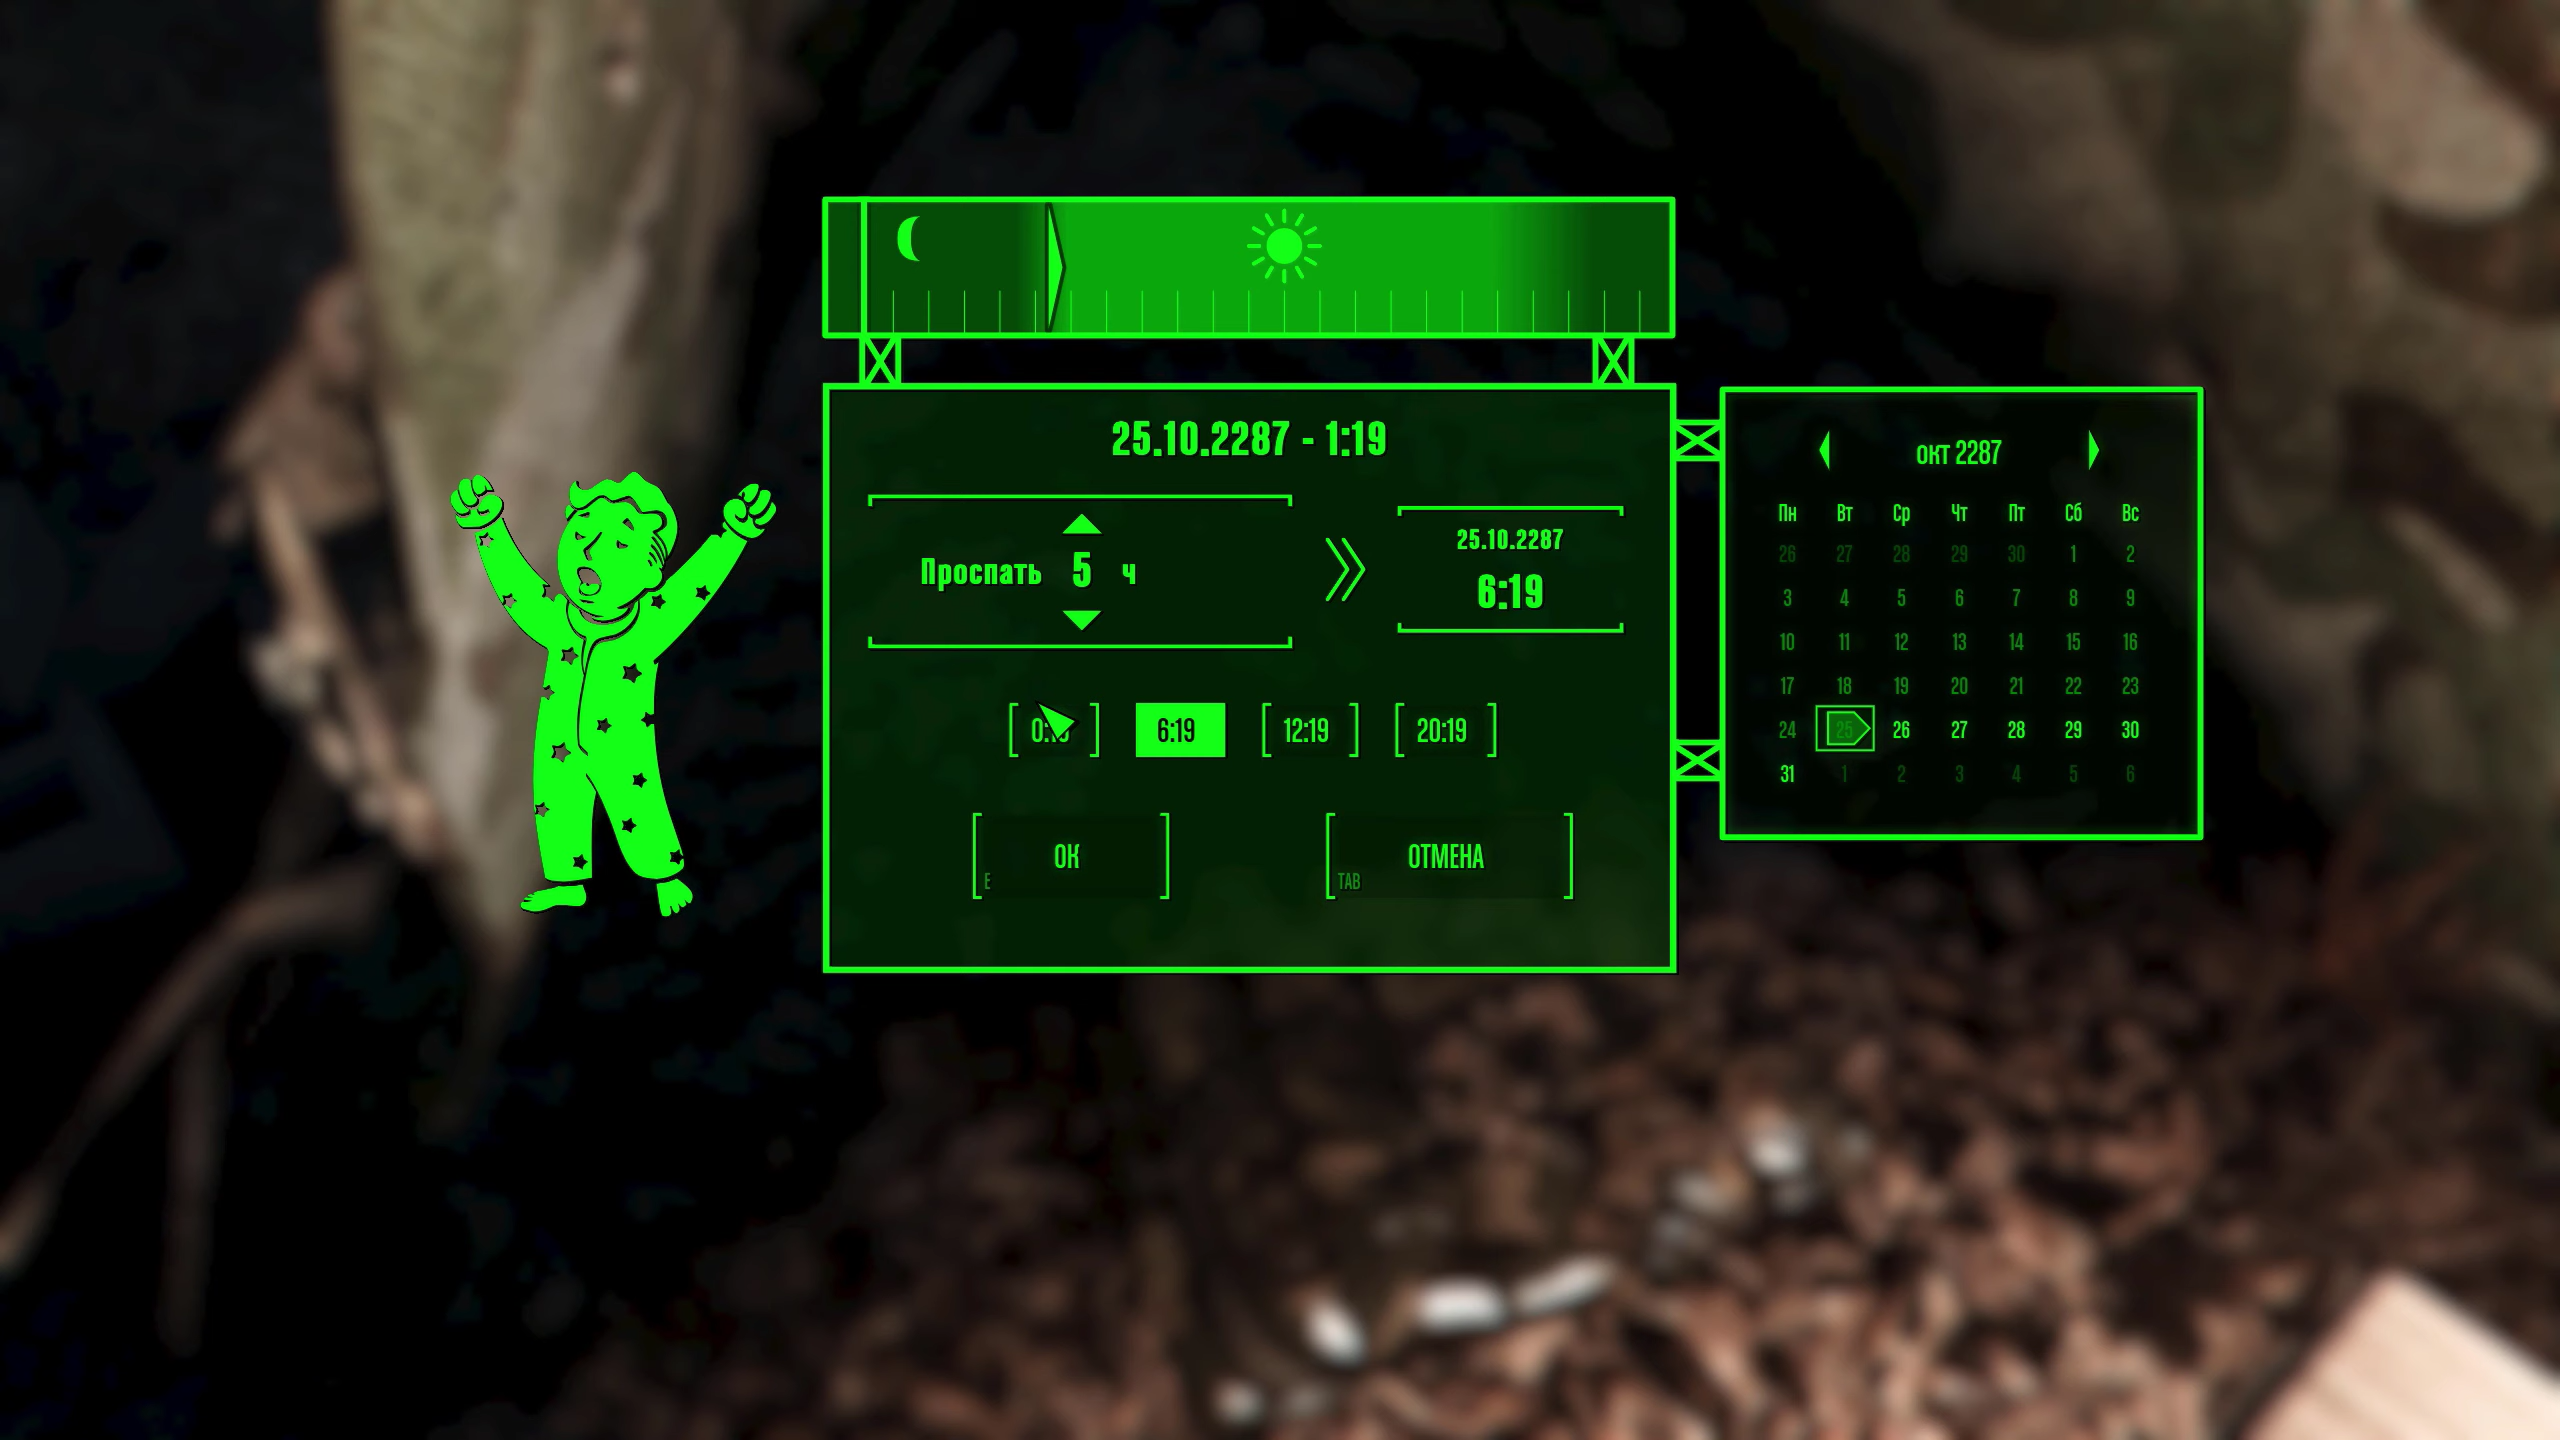 25.10.2287 - 1:19
Проспать 5 ч
25.10.2287
6:19
6:19 12:19 20:19
ОК
E
ОТМЕНА
TAB
окт 2287
Пн Вт Ср Чт Пт Сб Вс
26 27 28 29 30 1 2
3 4 5 6 7 8 9
10 11 12 13 14 15 16
17 18 19 20 21 22 23
24 25 26 27 28 29 30
31 1 2 3 4 5 6